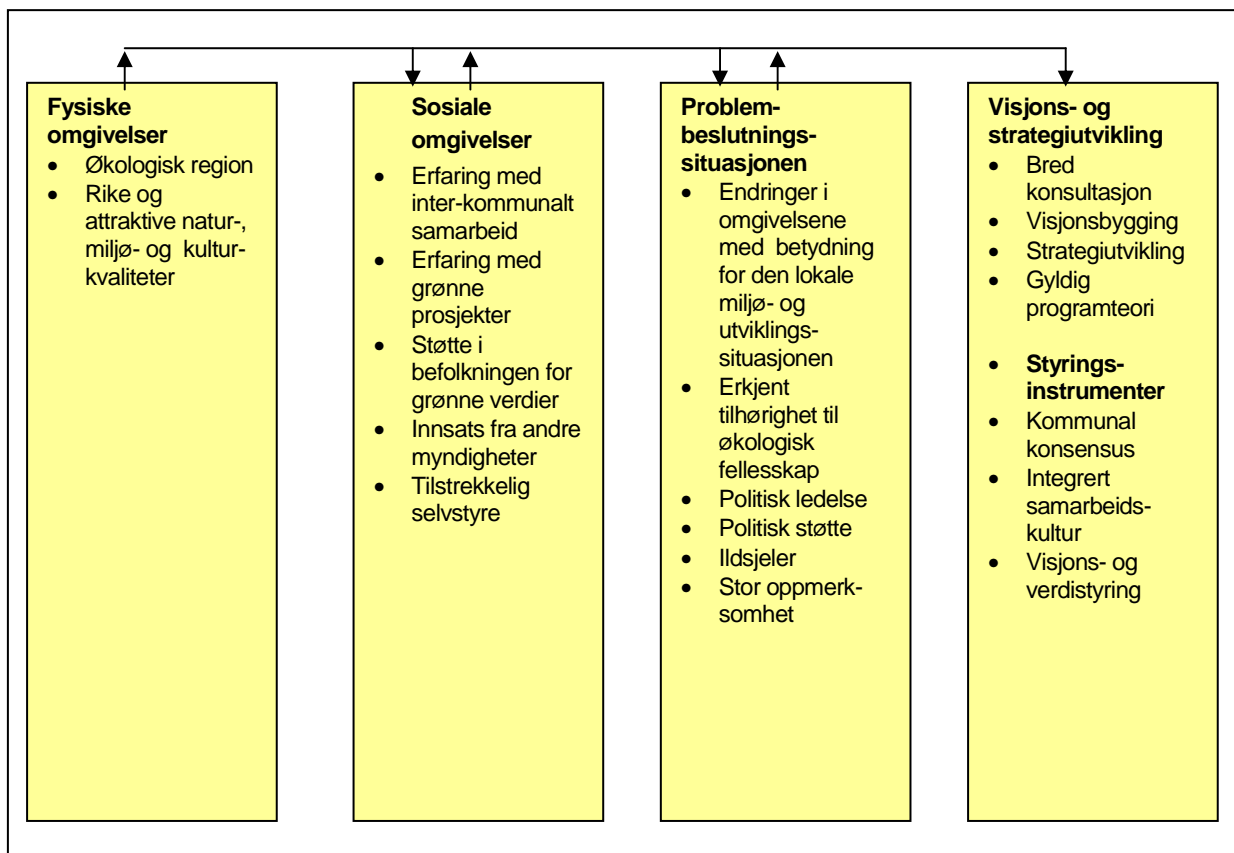 Fysiske
omgivelser
• Økologisk region
• Rike og
attraktive natur-,
miljø- og kultur-
kvaliteter
Sosiale
omgivelser
• Erfaring med
inter-kommunalt
samarbeid
• Erfaring med
grønne
prosjekter
• Støtte i
befolkningen for
grønne verdier
• Innsats fra andre
myndigheter
• Tilstrekkelig
selvstyre
Problem-
beslutnings-
situasjonen
• Endringer i
omgivelsene
med betydning
for den lokale
miljø- og
utviklings-
situasjonen
• Erkjent
tilhørighet til
økologisk
fellesskap
• Politisk ledelse
• Politisk støtte
• Ildsjeler
• Stor oppmerk-
somhet
Visjons- og
strategiutvikling
• Bred
konsultasjon
• Visjonsbygging
• Strategiutvikling
• Gyldig
programteori
• Styrings-
instrumenter
• Kommunal
konsensus
• Integrert
samarbeids-
kultur
• Visjons- og
verdistyring